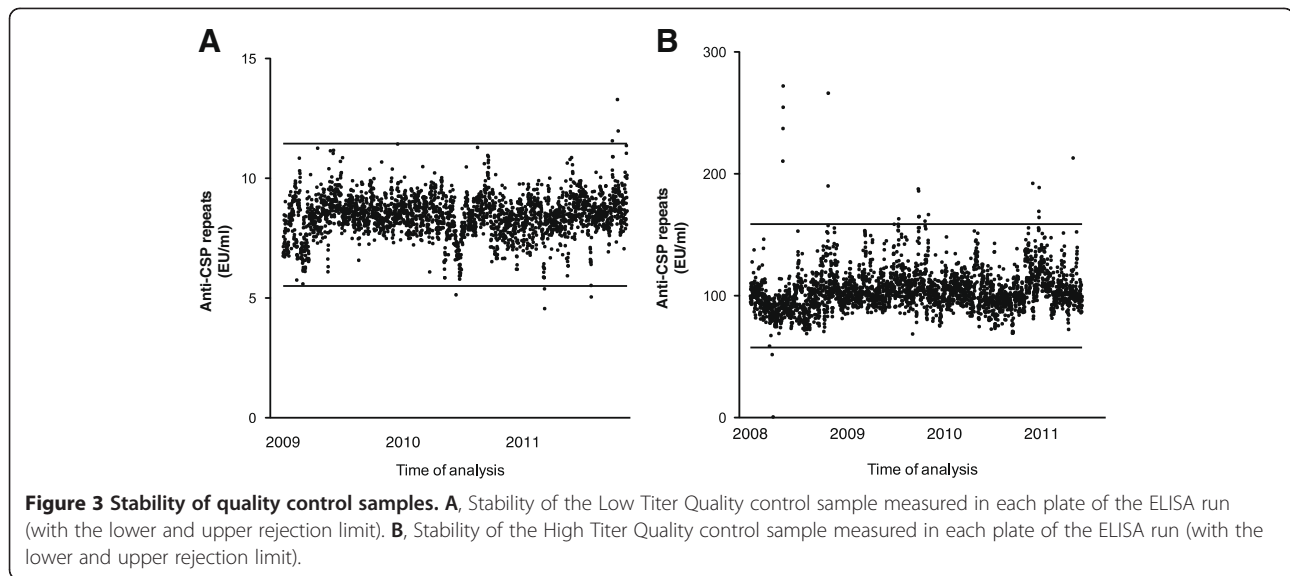 A
15
10
5
0
Anti-CSP repeats
(EU/ml)
2009
2010
2011
Time of analysis
B
300
200
100
0
Anti-CSP repeats
(EU/ml)
2008
2009
2010
2011
Time of analysis
Figure 3 Stability of quality control samples. A, Stability of the Low Titer Quality control sample measured in each plate of the ELISA run
(with the lower and upper rejection limit). B, Stability of the High Titer Quality control sample measured in each plate of the ELISA run (with the
lower and upper rejection limit).